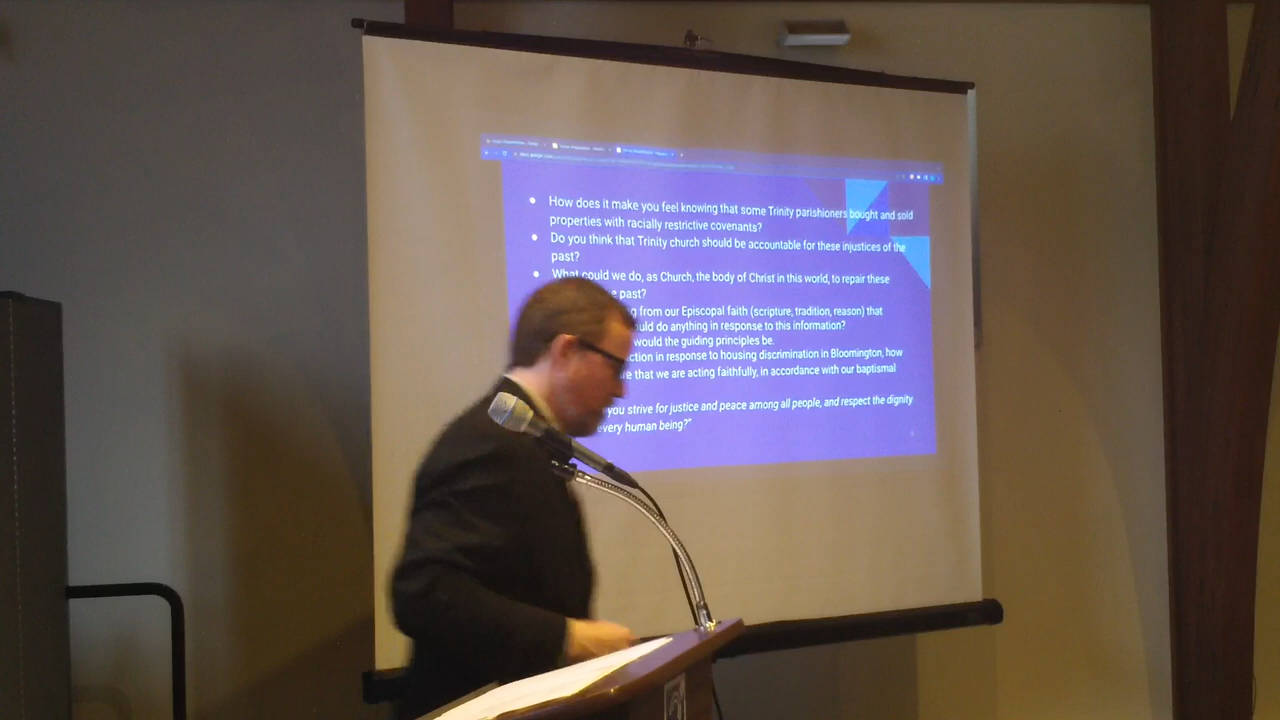 How does it make you feel knowing that some Trinity parishioners bought and sold
properties with racially restrictive covenants?
Do you think that Trinity church should be accountable for these injustices of the
past?
What could we do, as Church, the body of Christ in this world, to repair these
past?
from our Episcopal faith (scripture, tradition, reason) that
do anything in response to this information?
would the guiding principles be.
in response to housing discrimination in Bloomington, how
that we are acting faithfully, in accordance with our baptismal
you strive for justice and peace among all people, and respect the dignity
every human being?"